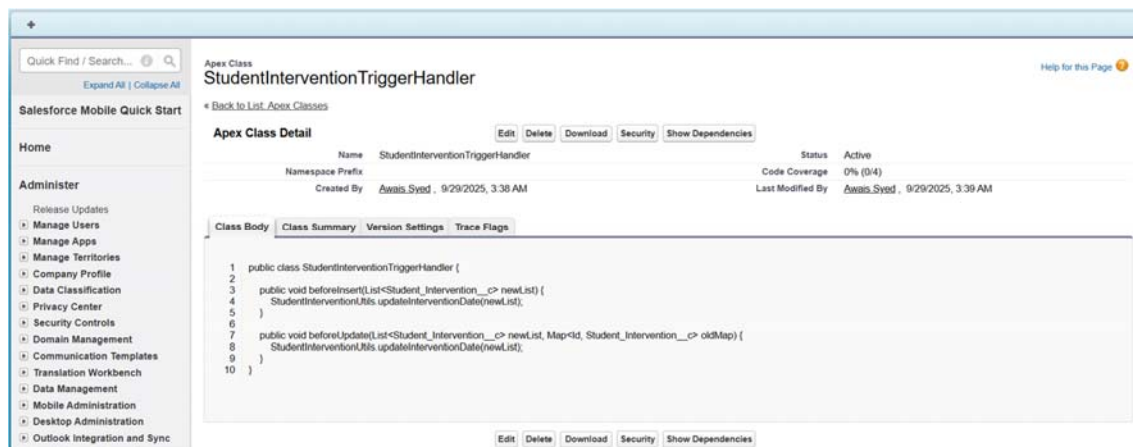 Quick Find / Search...
Expand All | Collapse All
Salesforce Mobile Quick Start
Home
Administer
Release Updates
Manage Users
Manage Apps
Manage Territories
Company Profile
Data Classification
Privacy Center
Security Controls
Domain Management
Communication Templates
Translation Workbench
Data Management
Mobile Administration
Desktop Administration
Outlook Integration and Sync
Apex Class
StudentInterventionTriggerHandler
Help for this Page
« Back to List: Apex Classes
Apex Class Detail
Edit Delete Download Security Show Dependencies
Name StudentInterventionTriggerHandler Status Active
Namespace Prefix Code Coverage 0% (0/4)
Created By Awais Syed , 9/29/2025, 3:38 AM Last Modified By Awais Syed , 9/29/2025, 3:39 AM
Class Body Class Summary Version Settings Trace Flags
1 public class StudentInterventionTriggerHandler {
2
3 public void beforeInsert(List<Student_Intervention__c> newList) {
4 StudentInterventionUtils.updateInterventionDate(newList);
5 }
6
7 public void beforeUpdate(List<Student_Intervention__c> newList, Map<Id, Student_Intervention__c> oldMap) {
8 StudentInterventionUtils.updateInterventionDate(newList);
9 }
10 }
Edit Delete Download Security Show Dependencies